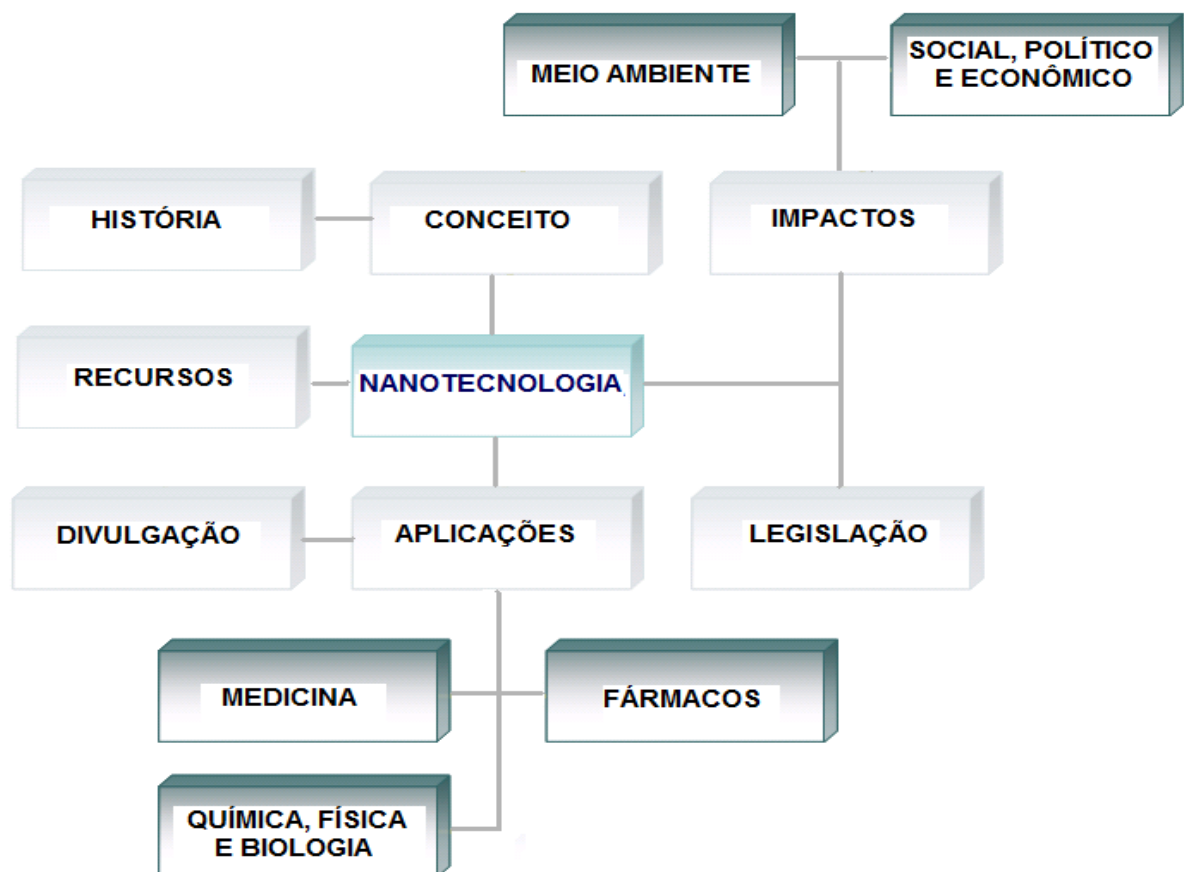 MEIO AMBIENTE
SOCIAL, POLÍTICO
E ECONÔMICO
HISTÓRIA
CONCEITO
IMPACTOS
RECURSOS
NANOTECNOLOGIA
DIVULGAÇÃO
APLICAÇÕES
LEGISLAÇÃO
MEDICINA
FÁRMACOS
QUÍMICA, FÍSICA
E BIOLOGIA